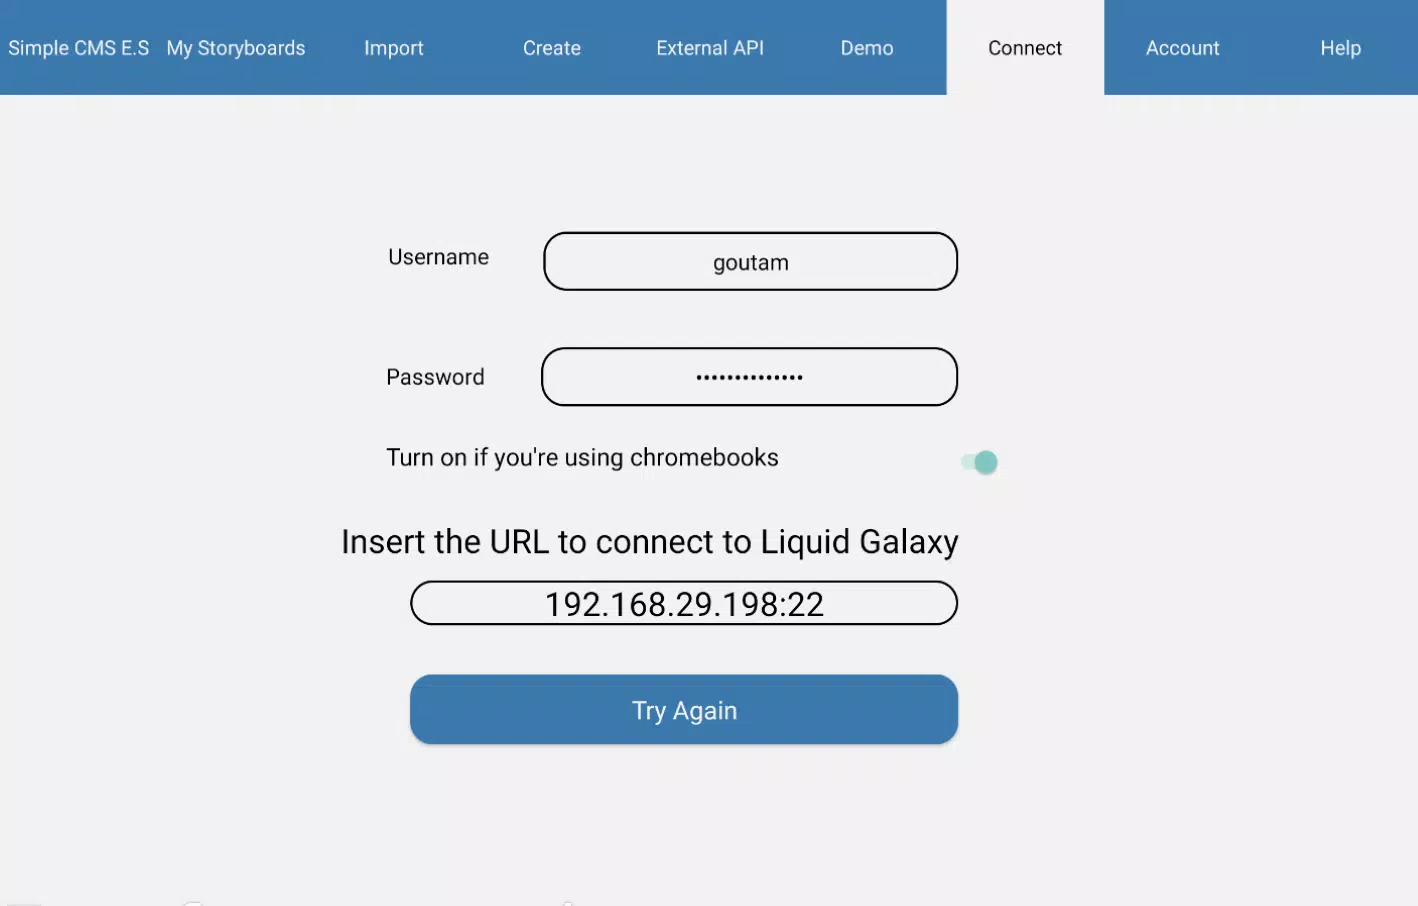 Simple CMS E.S My Storyboards Import Create External API Demo Connect Account Help
Username goutam
Password ••••••••••••••
Turn on if you're using chromebooks
Insert the URL to connect to Liquid Galaxy
192.168.29.198:22
Try Again